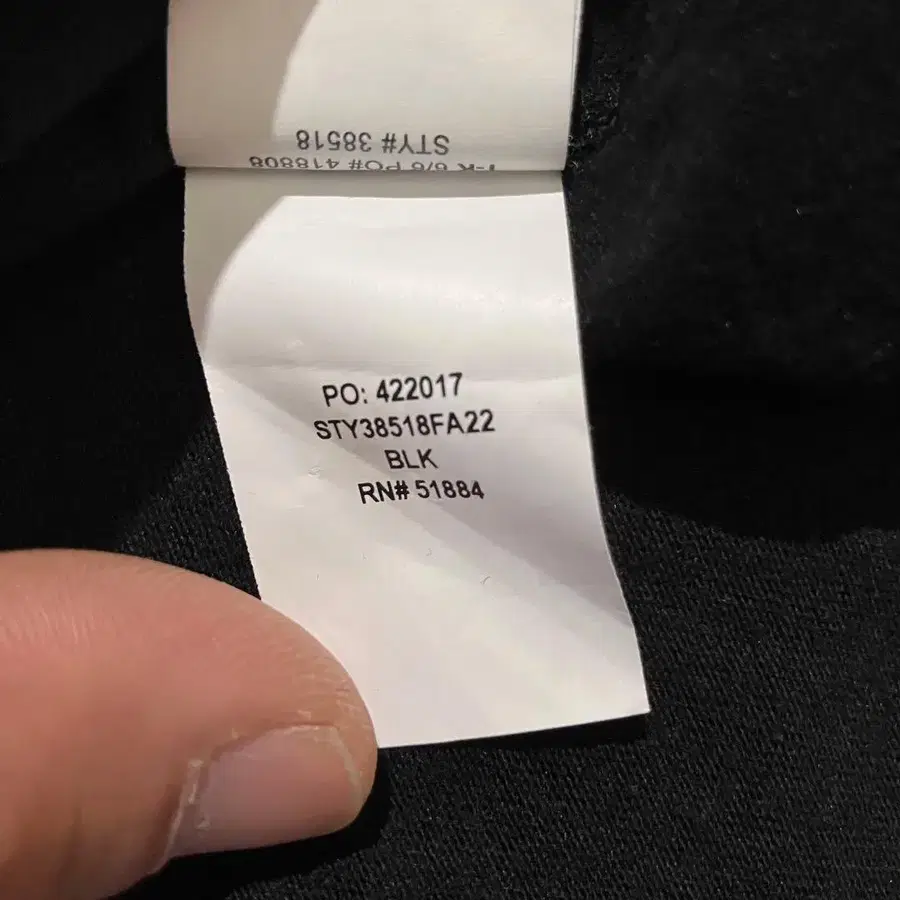 STY# 38518
PO# 418808
PO: 422017
STY38518FA22
BLK
RN# 51884